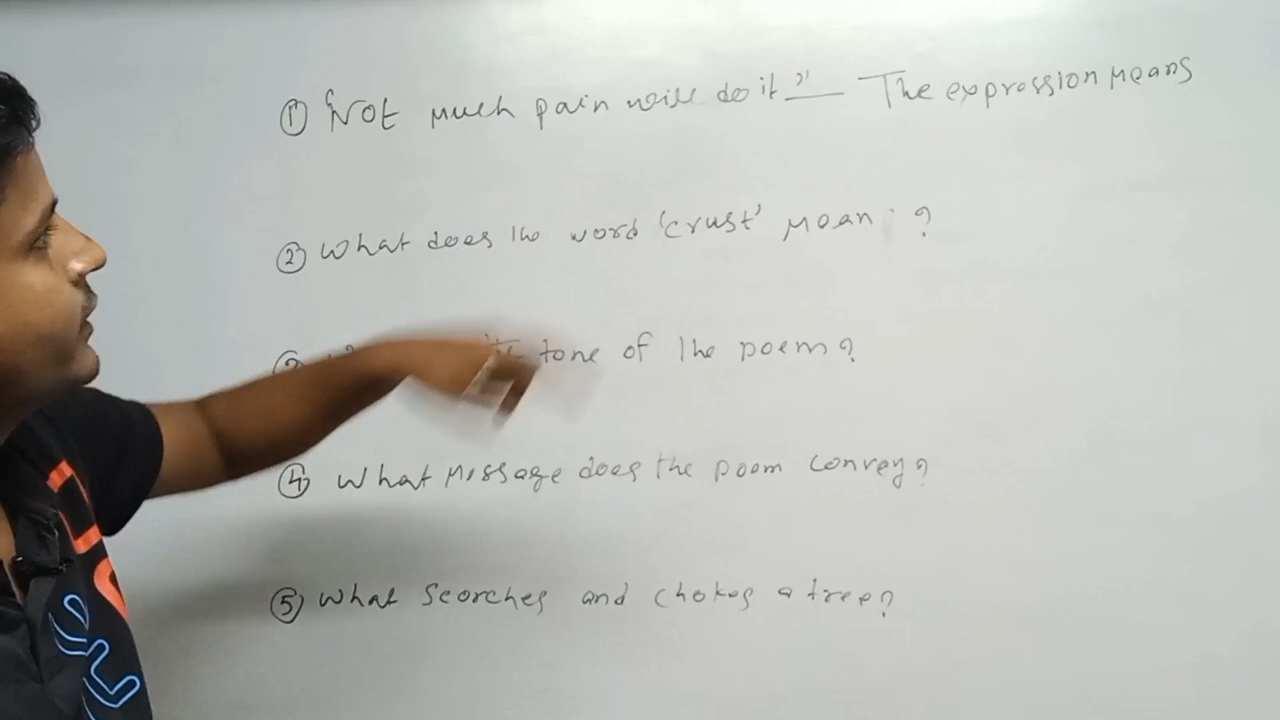 ① "Not much pain will do it" — The expression means
② What does the word 'crust' mean ?
tone of the poem?
④ What message does the poem convey?
⑤ What scorches and chokes a tree?